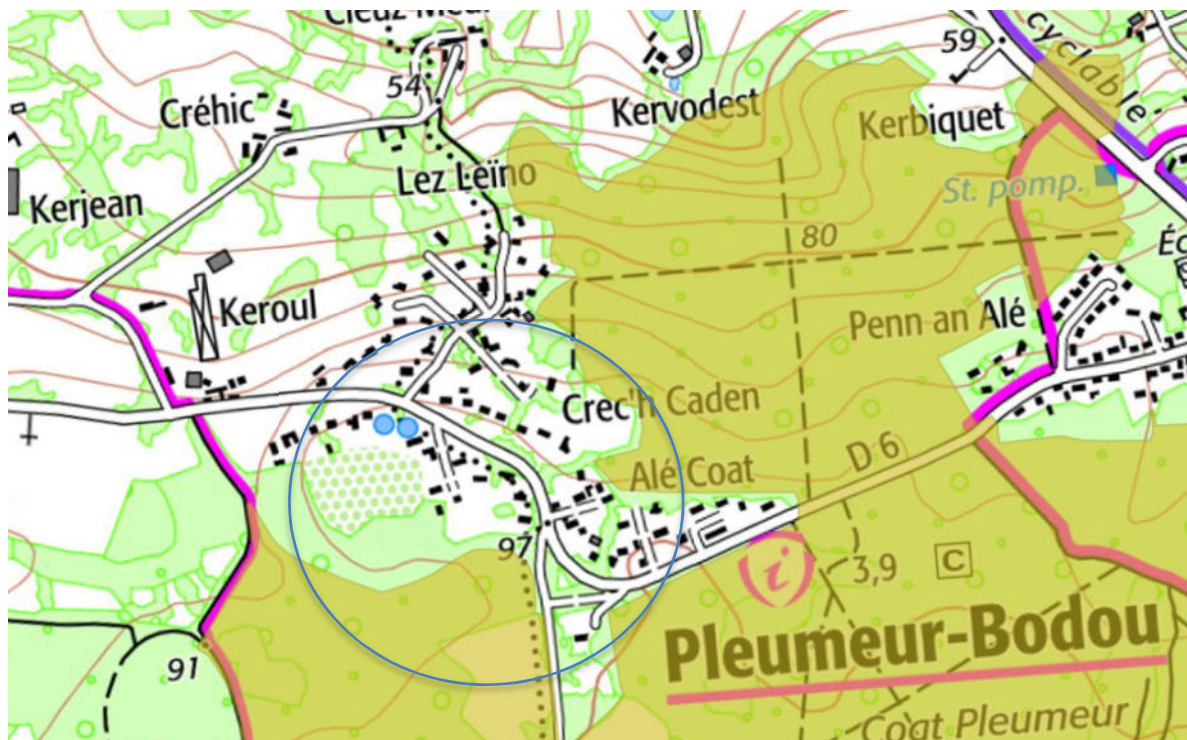 59
cyclable
54
Kervodest
Créhic
Kerbiquet
Lez Leïno
St. pomp.
Kerjean
80
Keroul
Penn an Alé
Crec'h Caden
D 6
Alé Coat
97
i
3,9
C
Pleumeur-Bodou
91
Coat Pleumeur